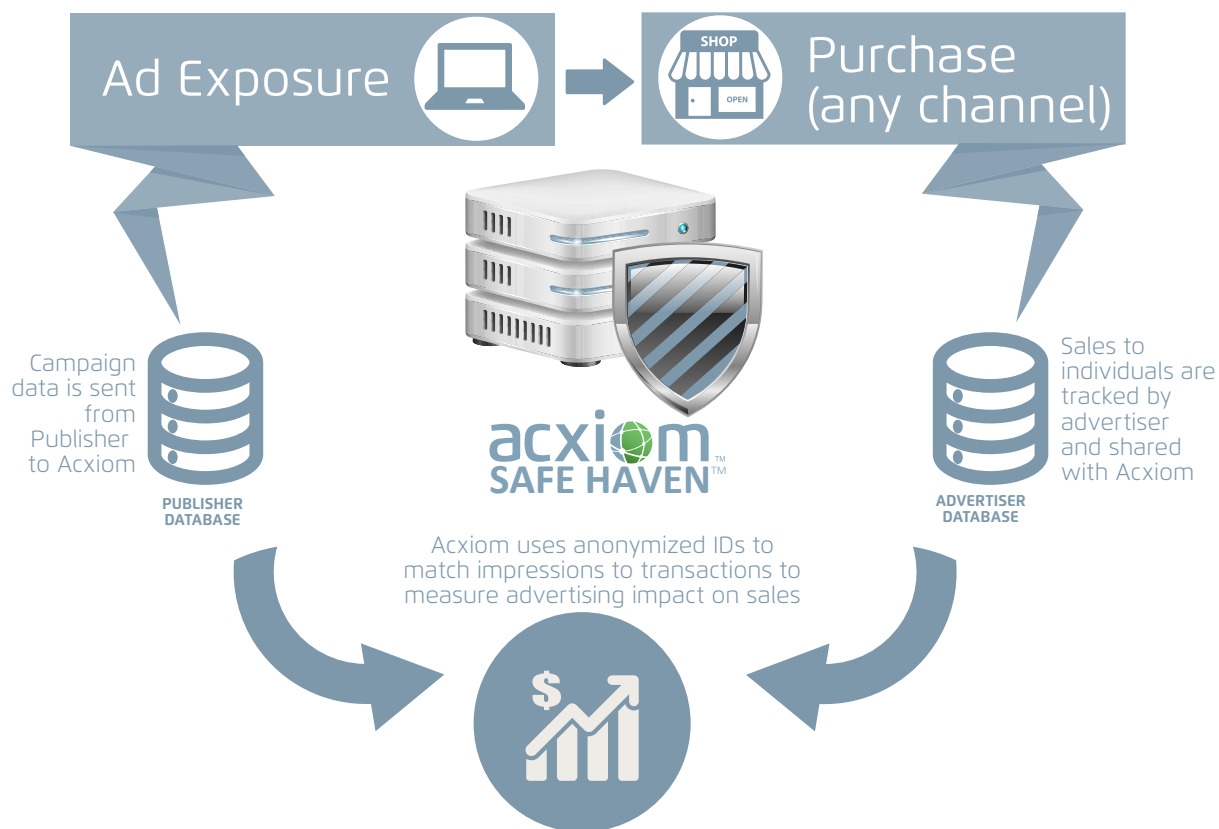 Ad Exposure
SHOP
OPEN
Purchase
(any channel)
Campaign
data is sent
from
Publisher
to Acxiom
PUBLISHER
DATABASE
acxiom™
SAFE HAVEN™
Sales to
individuals are
tracked by
advertiser
and shared
with Acxiom
ADVERTISER
DATABASE
Acxiom uses anonymized IDs to
match impressions to transactions to
measure advertising impact on sales
$